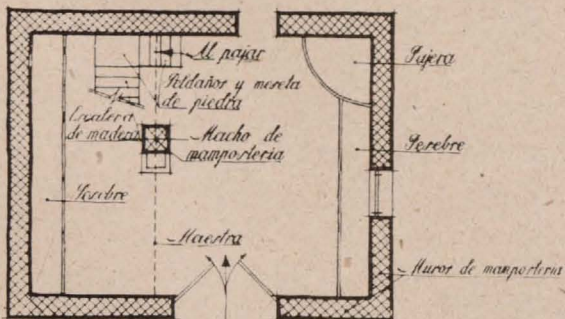 Al pajar
Peldaños y meseta
de piedra
Pajera
Escalera
de madera
Macho de
mampostería
Pesebre
Pesebre
Maestra
Muros de mampostería